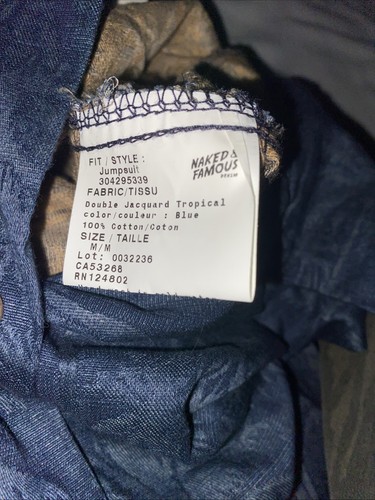 FIT / STYLE :
Jumpsuit
304295339
FABRIC/TISSU
Double Jacquard Tropical
color/couleur : Blue
100% Cotton/Coton
SIZE / TAILLE
M/M
Lot: 0032236
CA53268
RN124802
NAKED &
FAMOUS
DENIM